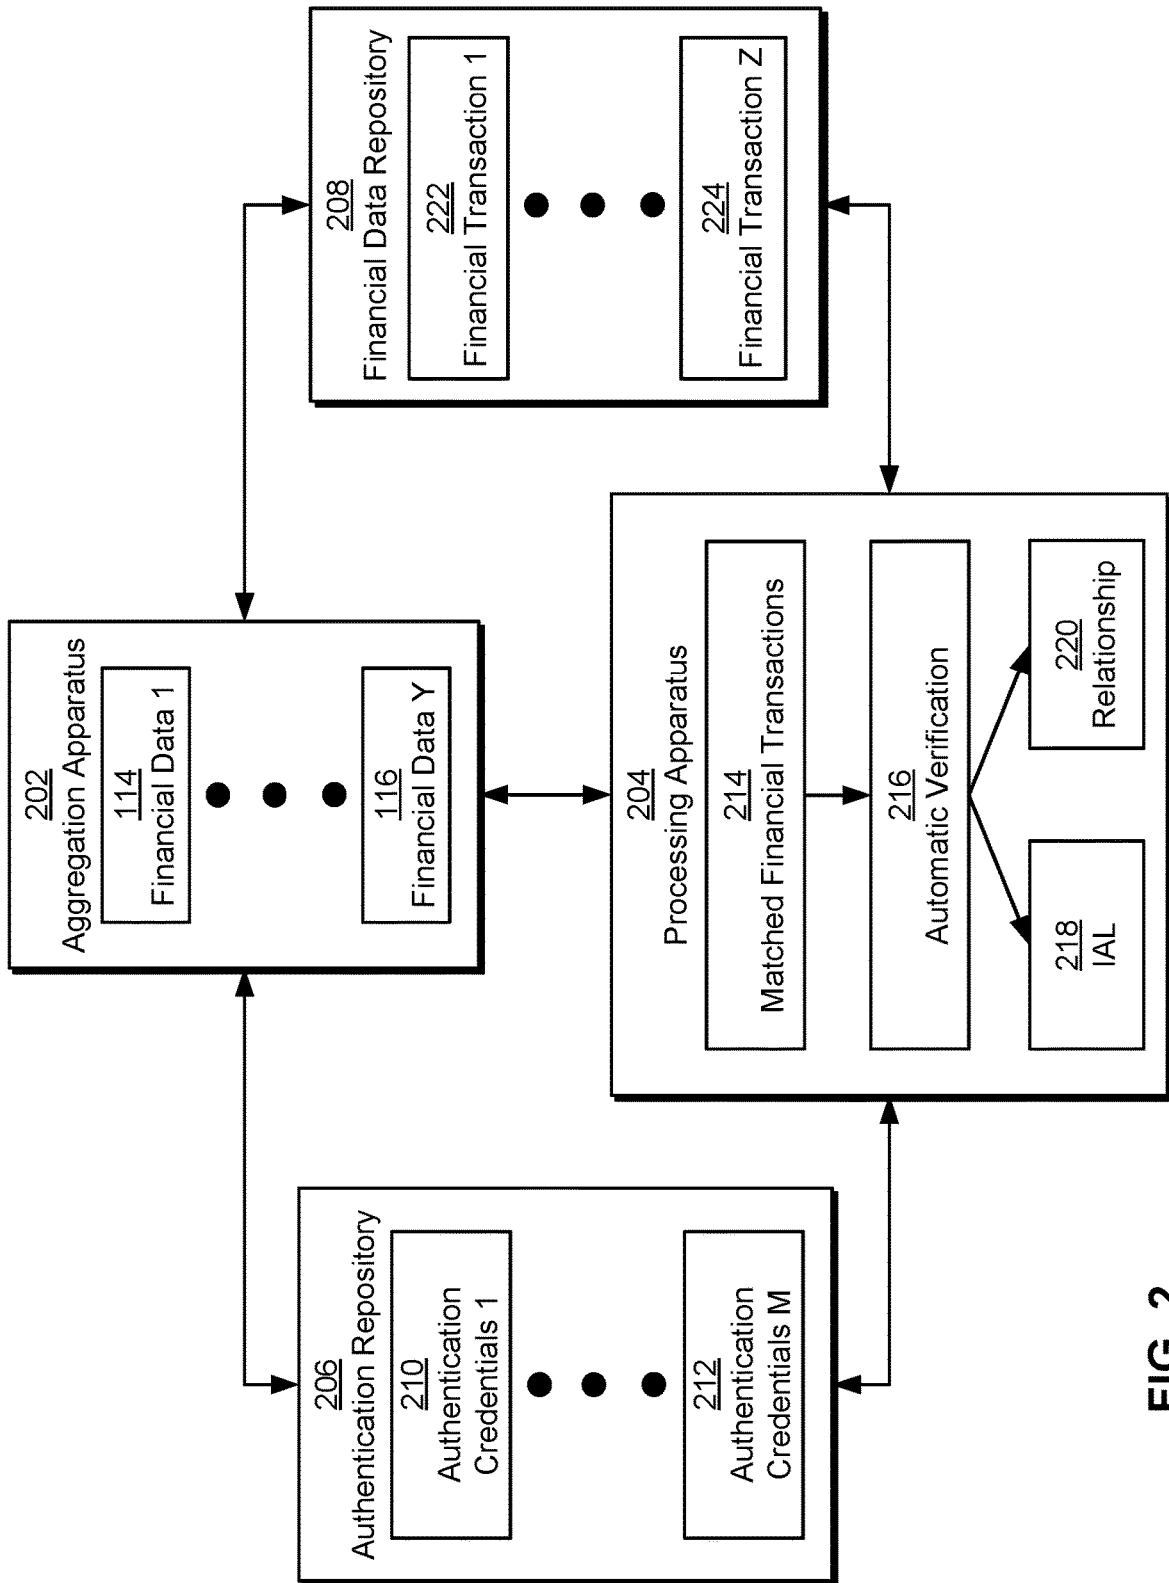 202
Aggregation Apparatus
114
Financial Data 1
116
Financial Data Y
206
Authentication Repository
210
Authentication
Credentials 1
212
Authentication
Credentials M
204
Processing Apparatus
214
Matched Financial Transactions
216
Automatic Verification
218
IAL
220
Relationship
208
Financial Data Repository
222
Financial Transaction 1
224
Financial Transaction Z
FIG. 2